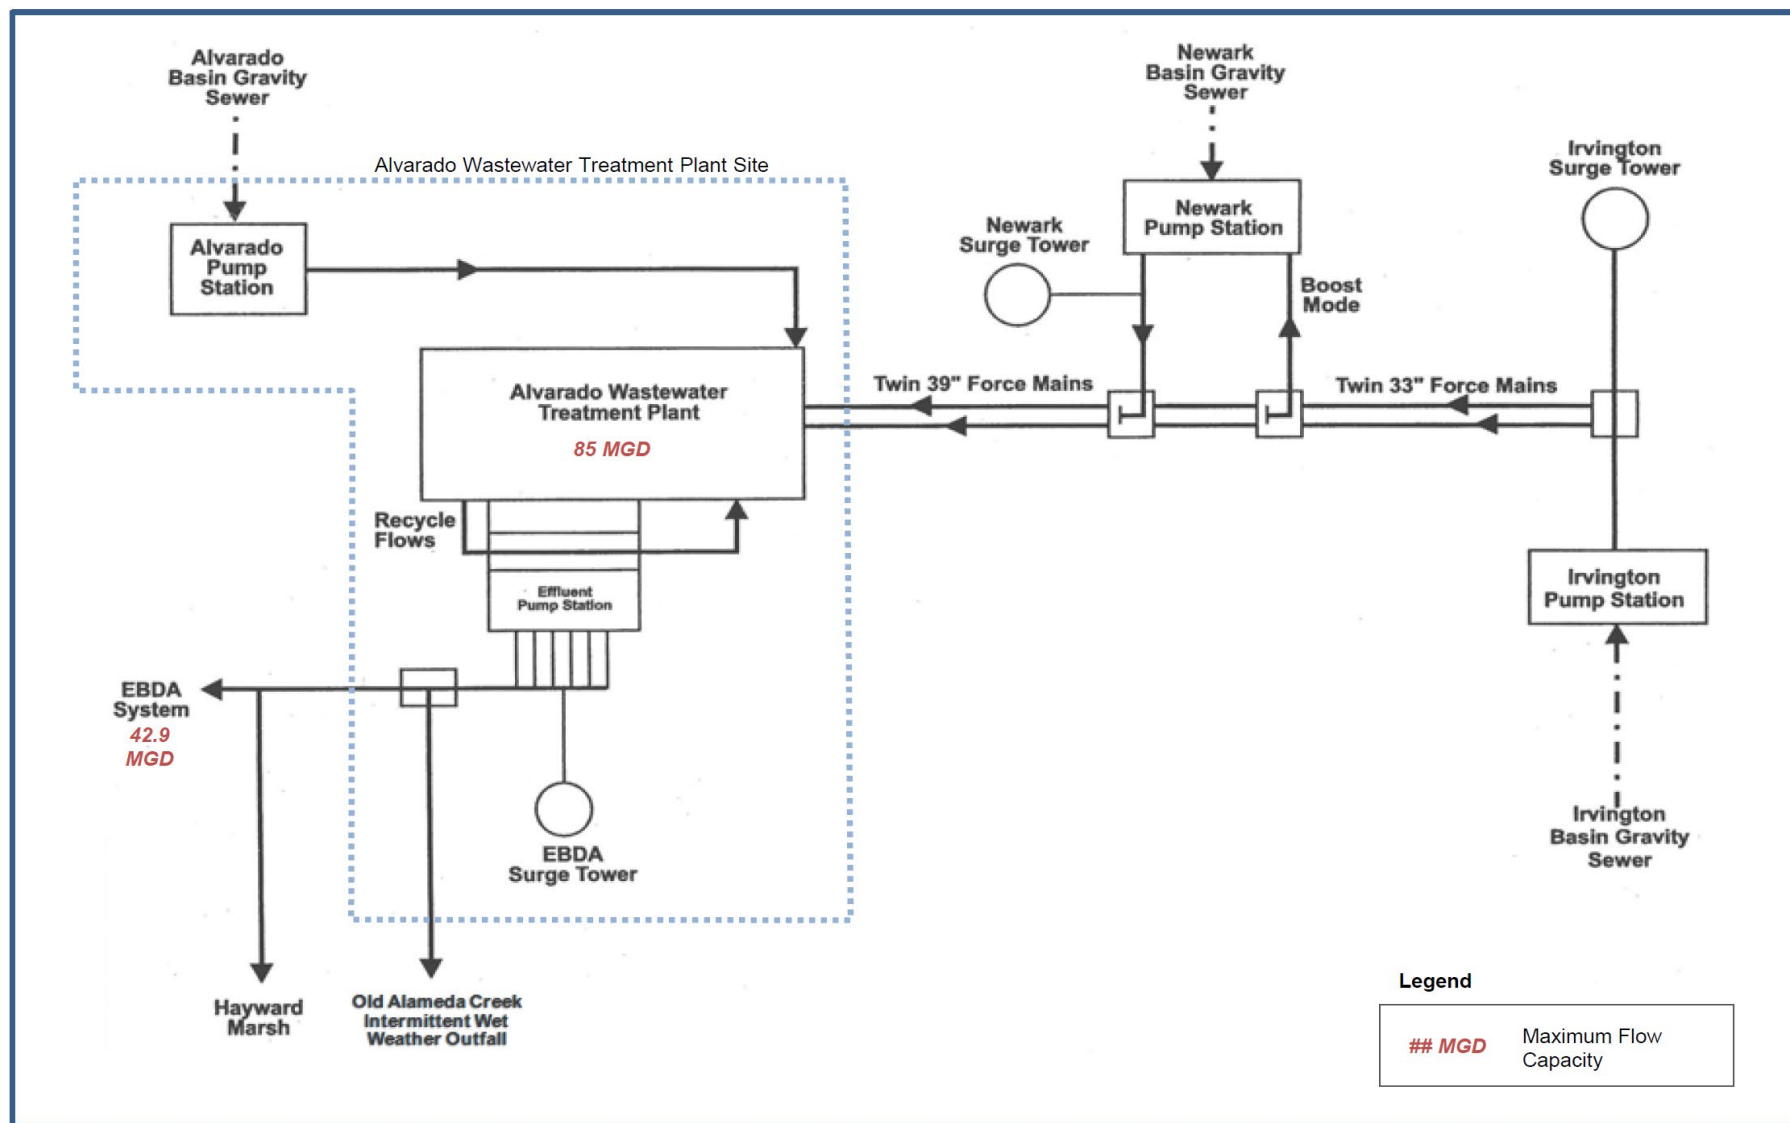 Alvarado
Basin Gravity
Sewer
Newark
Basin Gravity
Sewer
Irvington
Surge Tower
Alvarado Wastewater Treatment Plant Site
Newark
Pump Station
Newark
Surge Tower
Alvarado
Pump
Station
Boost
Mode
Twin 39" Force Mains
Twin 33" Force Mains
Alvarado Wastewater
Treatment Plant
85 MGD
Recycle
Flows
Effluent
Pump Station
Irvington
Pump Station
EBDA
System
42.9
MGD
EBDA
Surge Tower
Irvington
Basin Gravity
Sewer
Hayward
Marsh
Old Alameda Creek
Intermittent Wet
Weather Outfall
Legend
## MGD
Maximum Flow
Capacity